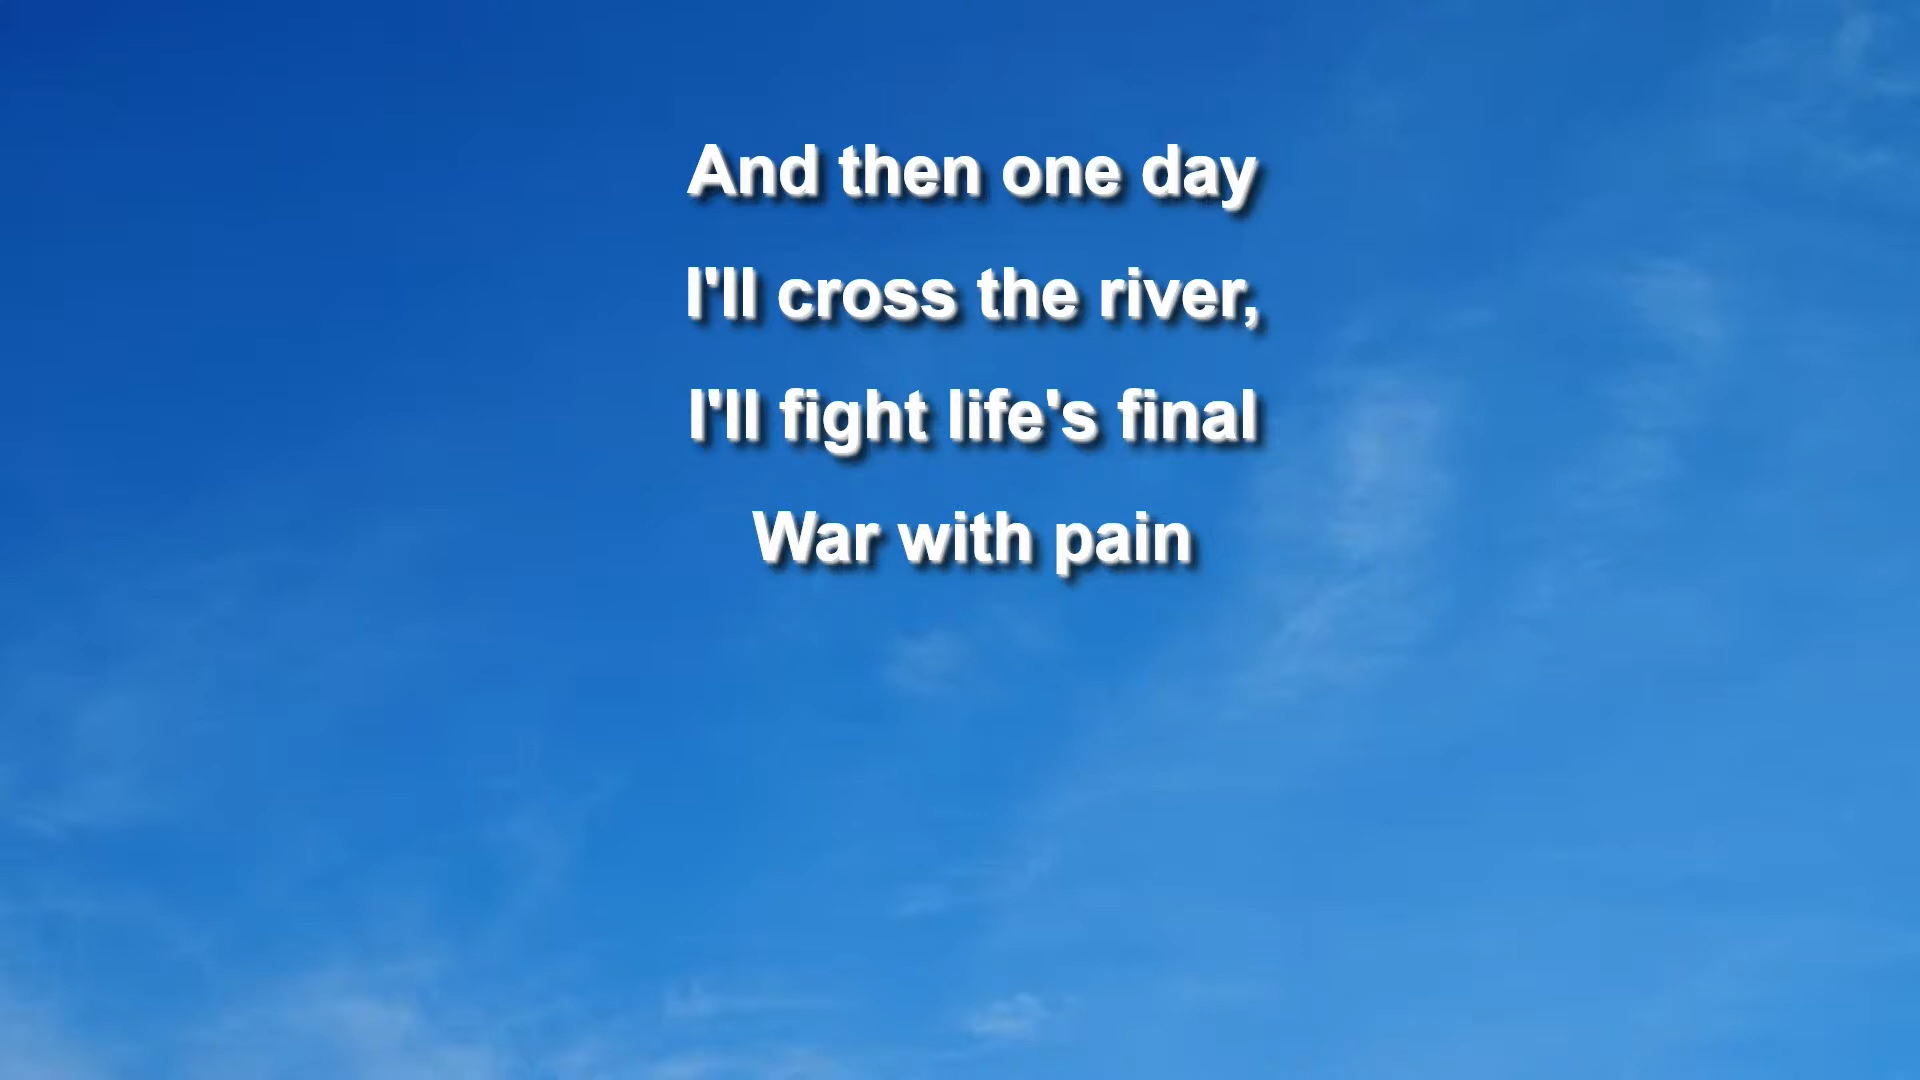 And then one day
I'll cross the river,
I'll fight life's final
War with pain